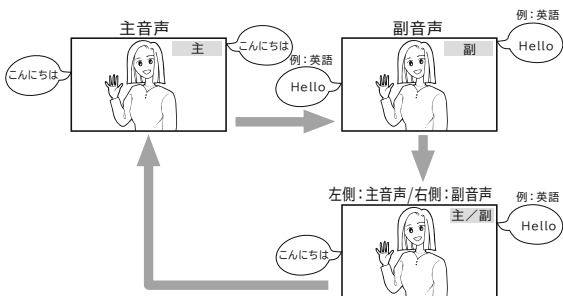 主音声
主
こんにちは
こんにちは
副音声
副
例：英語
Hello
例：英語
Hello
左側：主音声/右側：副音声
主／副
こんにちは
例：英語
Hello